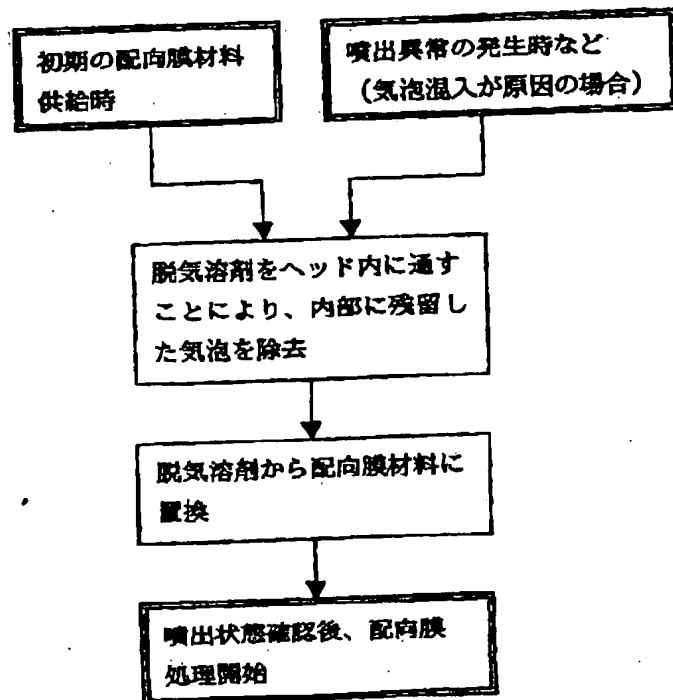 初期の配向膜材料
供給時
噴出異常の発生時など
(気泡混入が原因の場合)
脱気溶剤をヘッド内に通す
ことにより、内部に残留し
た気泡を除去
脱気溶剤から配向膜材料に
置換
噴出状態確認後、配向膜
処理開始